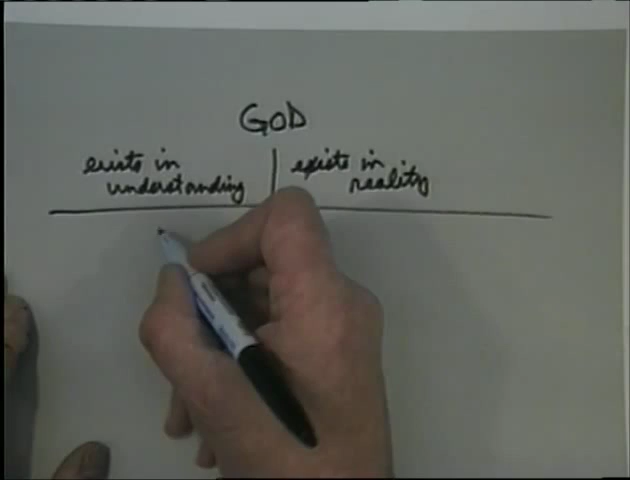 GOD
exists in
understanding
exists in
reality